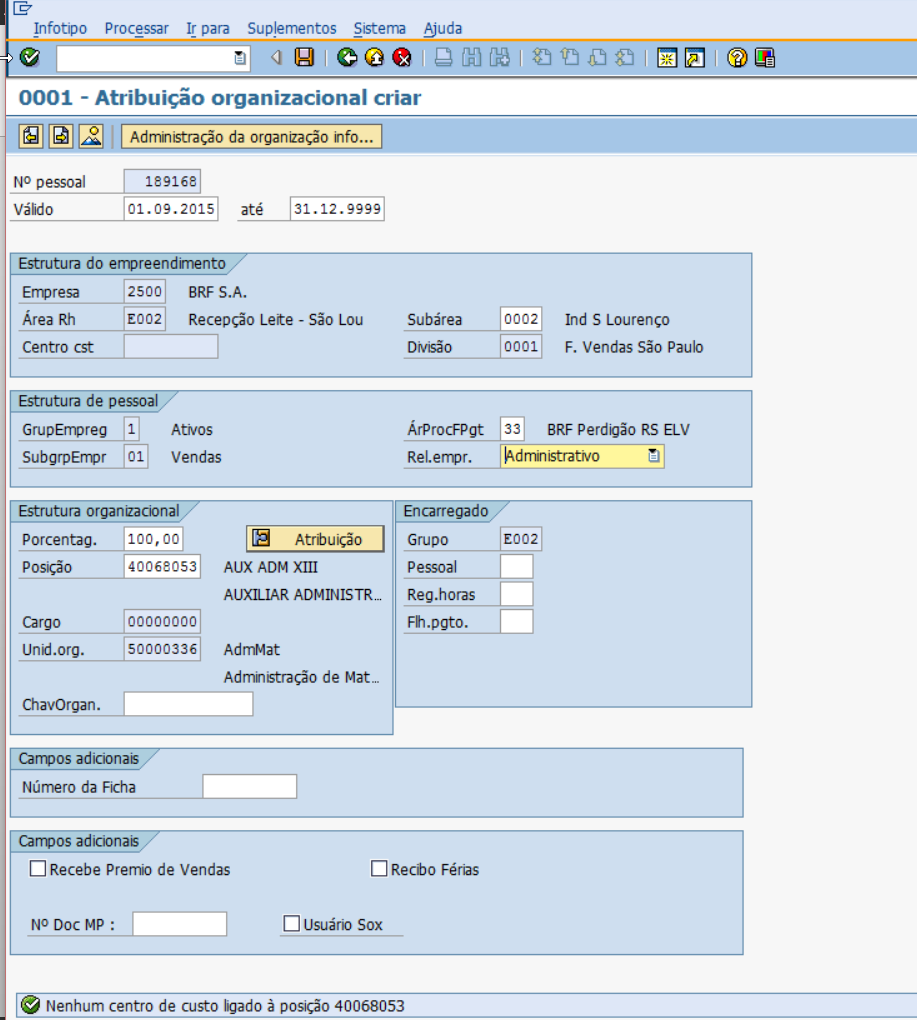 Infotipo Processar Ir para Suplementos Sistema Ajuda
0001 - Atribuição organizacional criar
Administração da organização info...
Nº pessoal 189168
Válido 01.09.2015 até 31.12.9999
Estrutura do empreendimento
Empresa 2500 BRF S.A.
Área Rh E002 Recepção Leite - São Lou Subárea 0002 Ind S Lourenço
Centro cst Divisão 0001 F. Vendas São Paulo
Estrutura de pessoal
GrupEmpreg 1 Ativos ÁrProcFPgt 33 BRF Perdigão RS ELV
SubgrpEmpr 01 Vendas Rel.empr. Administrativo
Estrutura organizacional Encarregado
Porcentag. 100,00 Atribuição Grupo E002
Posição 40068053 AUX ADM XIII Pessoal
AUXILIAR ADMINISTR... Reg.horas
Cargo 00000000 Flh.pgto.
Unid.org. 50000336 AdmMat
Administração de Mat...
ChavOrgan.
Campos adicionais
Número da Ficha
Campos adicionais
Recebe Premio de Vendas Recibo Férias
Nº Doc MP : Usuário Sox
Nenhum centro de custo ligado à posição 40068053